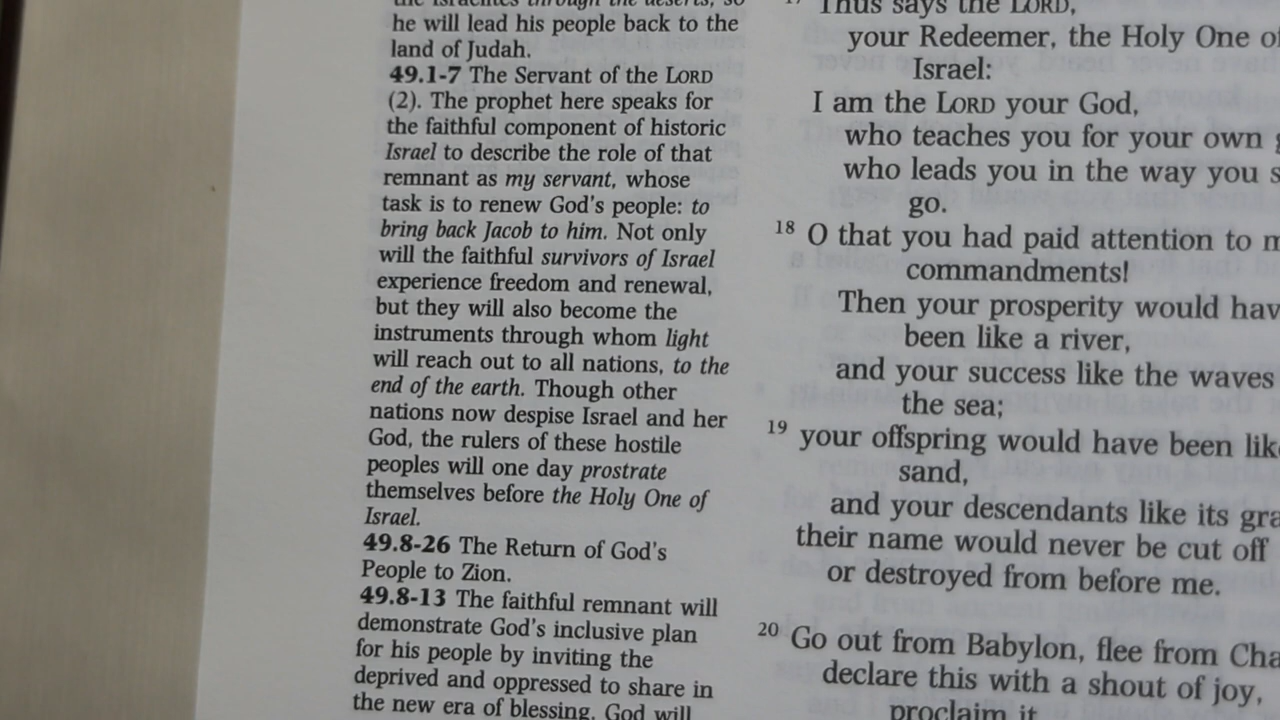 the Israelites through the deserts, so
he will lead his people back to the
land of Judah.
49.1-7 The Servant of the LORD
(2). The prophet here speaks for
the faithful component of historic
Israel to describe the role of that
remnant as my servant, whose
task is to renew God's people: to
bring back Jacob to him. Not only
will the faithful survivors of Israel
experience freedom and renewal,
but they will also become the
instruments through whom light
will reach out to all nations, to the
end of the earth. Though other
nations now despise Israel and her
God, the rulers of these hostile
peoples will one day prostrate
themselves before the Holy One of
Israel.
49.8-26 The Return of God's
People to Zion.
49.8-13 The faithful remnant will
demonstrate God's inclusive plan
for his people by inviting the
deprived and oppressed to share in
the new era of blessing. God will
17 Thus says the LORD,
your Redeemer, the Holy One of
Israel:
I am the LORD your God,
who teaches you for your own
who leads you in the way you
go.
18 O that you had paid attention to
commandments!
Then your prosperity would hav
been like a river,
and your success like the waves
the sea;
19 your offspring would have been lik
sand,
and your descendants like its gra
their name would never be cut off
or destroyed from before me.
20 Go out from Babylon, flee from Cha
declare this with a shout of joy,
proclaim it